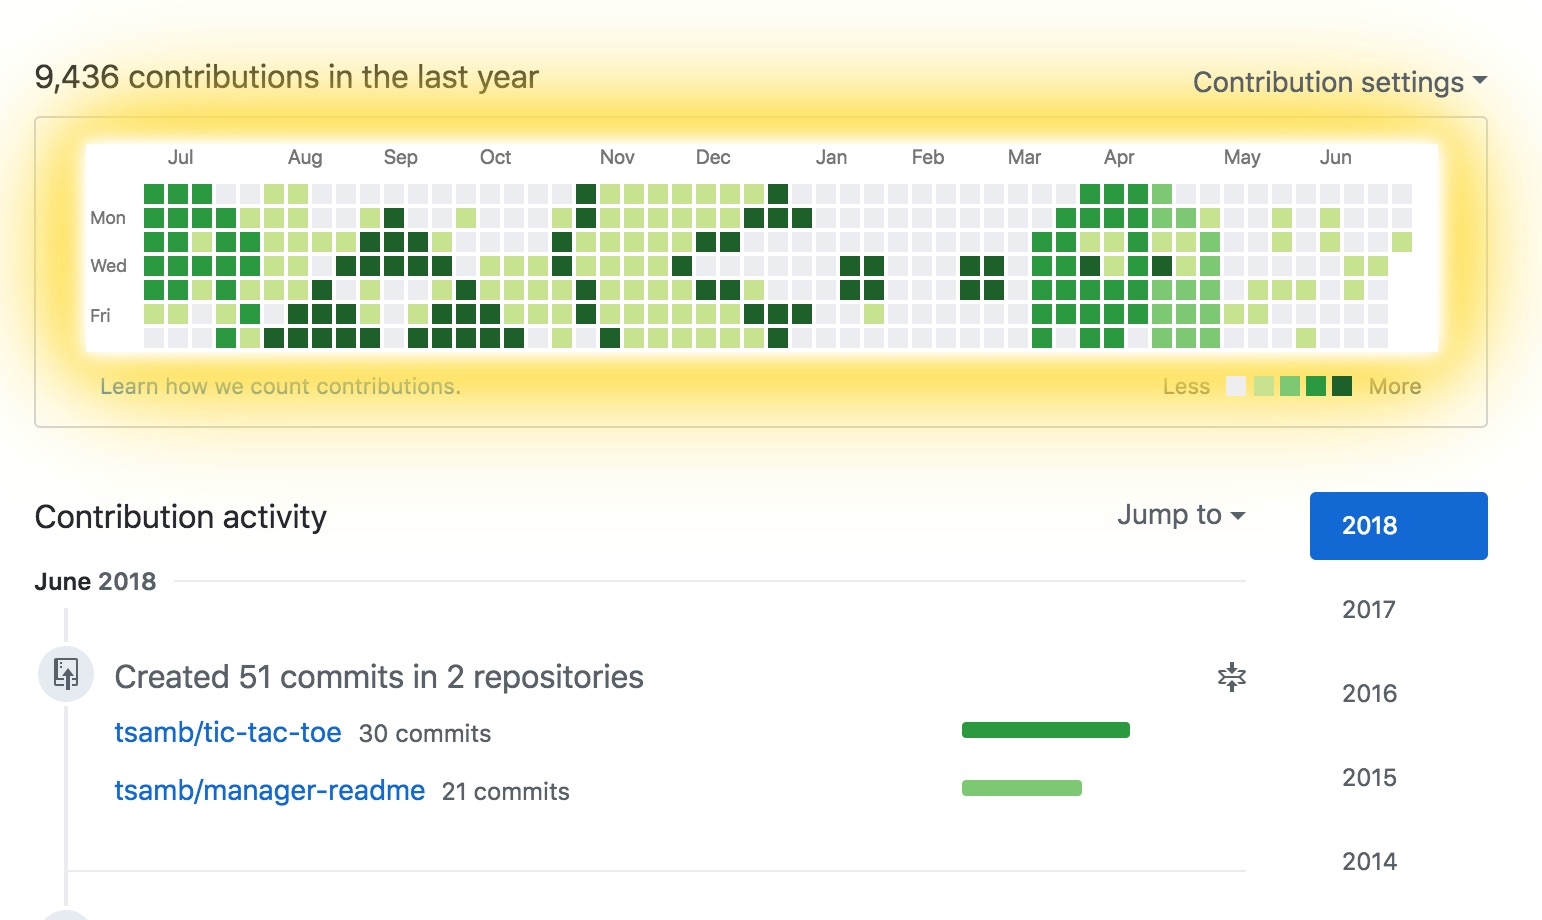 9,436 contributions in the last year
Contribution settings
Jul Aug Sep Oct Nov Dec Jan Feb Mar Apr May Jun
Mon
Wed
Fri
Learn how we count contributions.
Less More
Contribution activity
Jump to
2018
June 2018
2017
Created 51 commits in 2 repositories
2016
tsamb/tic-tac-toe 30 commits
2015
tsamb/manager-readme 21 commits
2014